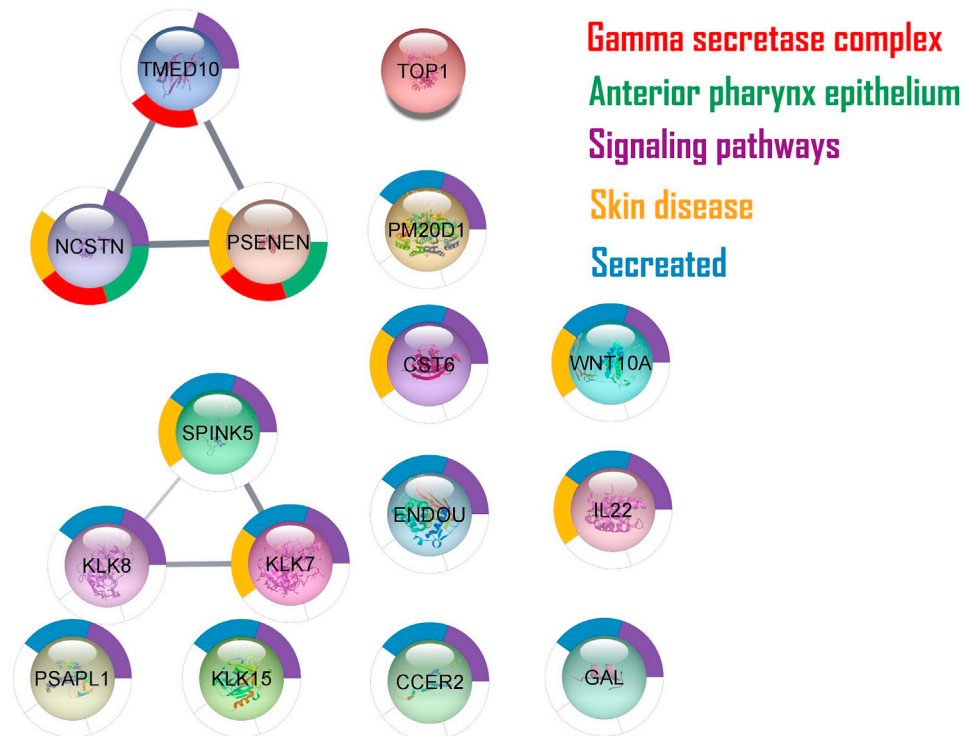 TMED10
TOP1
NCSTN
PSENEN
PM20D1
CST6
WNT10A
SPINK5
ENDOU
IL22
KLK8
KLK7
PSAPL1
KLK15
CCER2
GAL
Gamma secretase complex
Anterior pharynx epithelium
Signaling pathways
Skin disease
Secreated